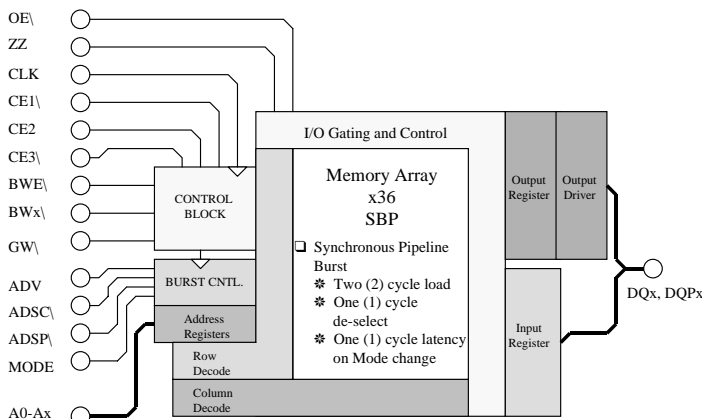 OE\
ZZ
CLK
CE1\
CE2
CE3\
BWE\
BWx\
GW\
ADV
ADSC\
ADSP\
MODE
A0-Ax
CONTROL
BLOCK
BURST CNTL.
Address
Registers
Row
Decode
Column
Decode
I/O Gating and Control
Memory Array
x36
SBP
❑ Synchronous Pipeline
Burst
✽ Two (2) cycle load
✽ One (1) cycle
de-select
✽ One (1) cycle latency
on Mode change
Output
Register
Output
Driver
Input
Register
DQx, DQPx